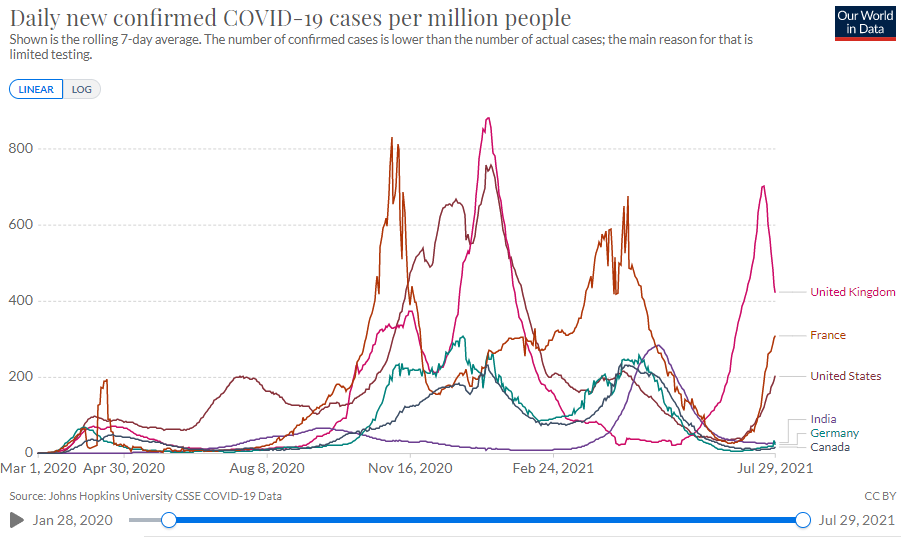 Daily new confirmed COVID-19 cases per million people
Our World
in Data
Shown is the rolling 7-day average. The number of confirmed cases is lower than the number of actual cases; the main reason for that is
limited testing.
LINEAR LOG
800
600
400
200
0
United Kingdom
France
United States
India
Germany
Canada
Mar 1, 2020 Apr 30, 2020 Aug 8, 2020 Nov 16, 2020 Feb 24, 2021 Jul 29, 2021
Source: Johns Hopkins University CSSE COVID-19 Data CC BY
Jan 28, 2020 Jul 29, 2021